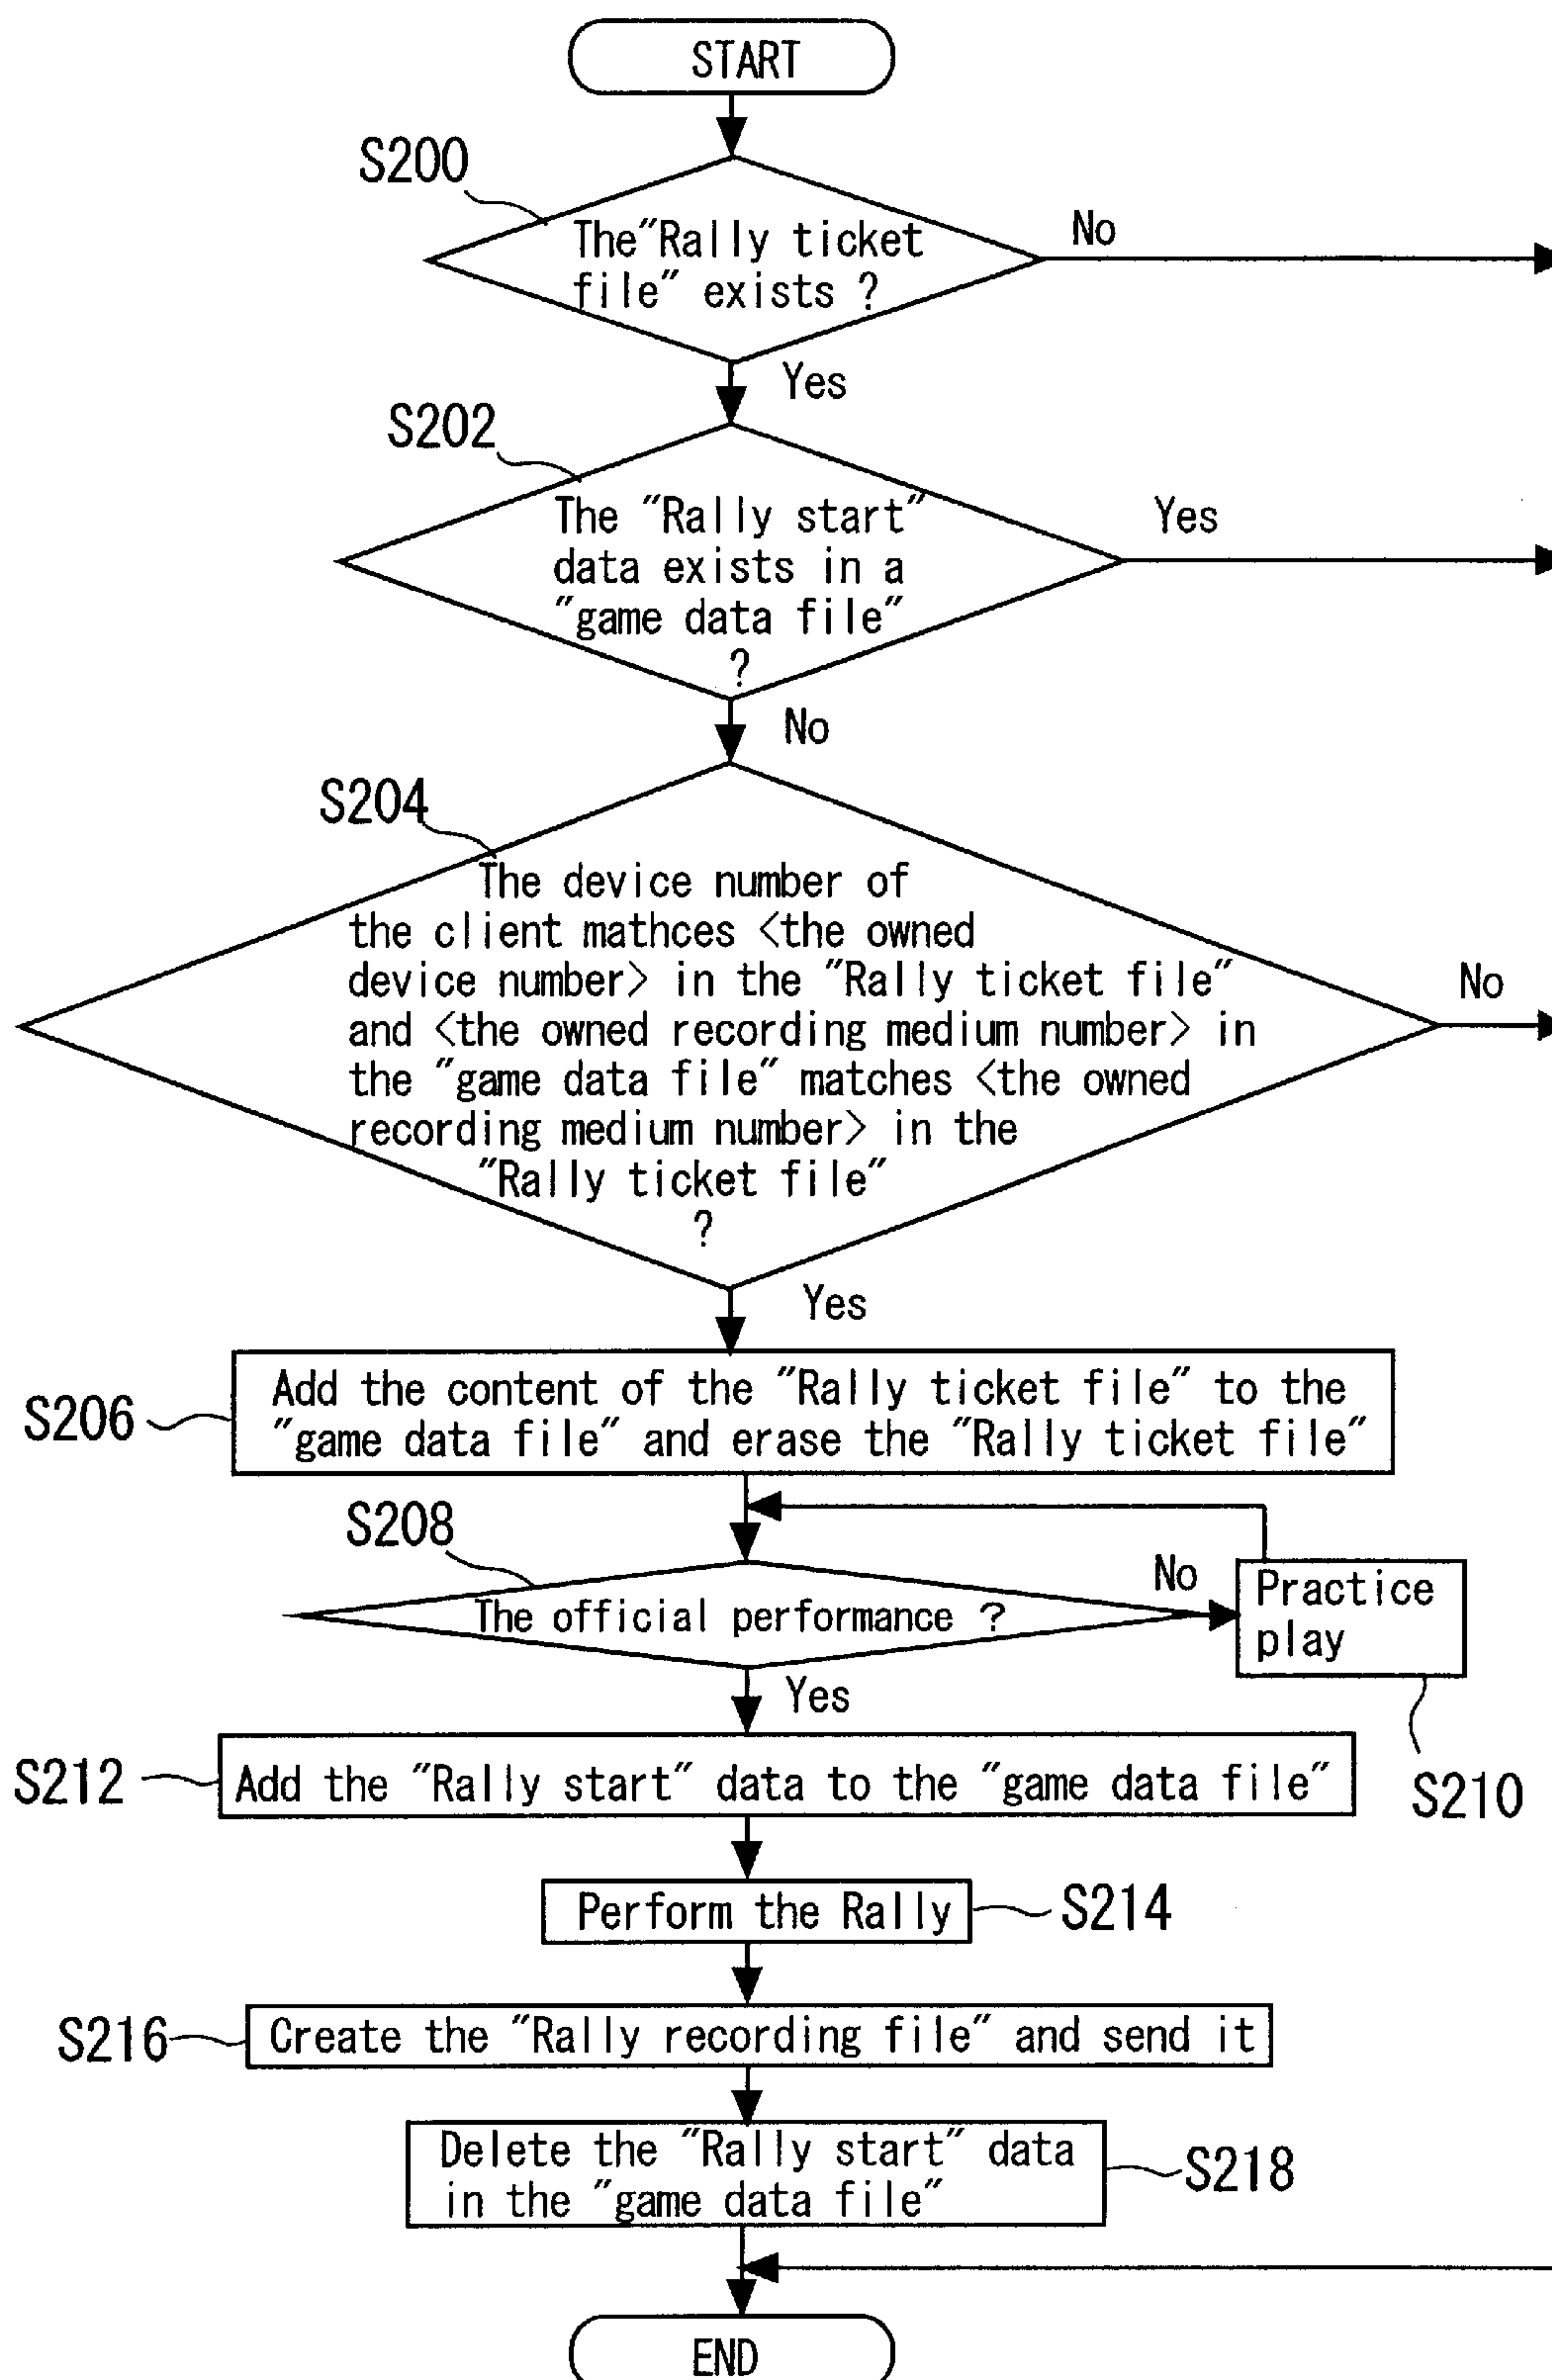 START
S200
The"Rally ticket
file" exists ?
No
Yes
S202
The "Rally start"
data exists in a
"game data file"
?
Yes
No
S204
The device number of
the client mathces <the owned
device number> in the "Rally ticket file"
and <the owned recording medium number> in
the "game data file" matches <the owned
recording medium number> in the
"Rally ticket file"
?
No
Yes
S206
Add the content of the "Rally ticket file" to the
"game data file" and erase the "Rally ticket file"
S208
The official performance ?
No
Practice
play
S210
Yes
S212
Add the "Rally start" data to the "game data file"
Perform the Rally
S214
S216
Create the "Rally recording file" and send it
Delete the "Rally start" data
in the "game data file"
S218
END